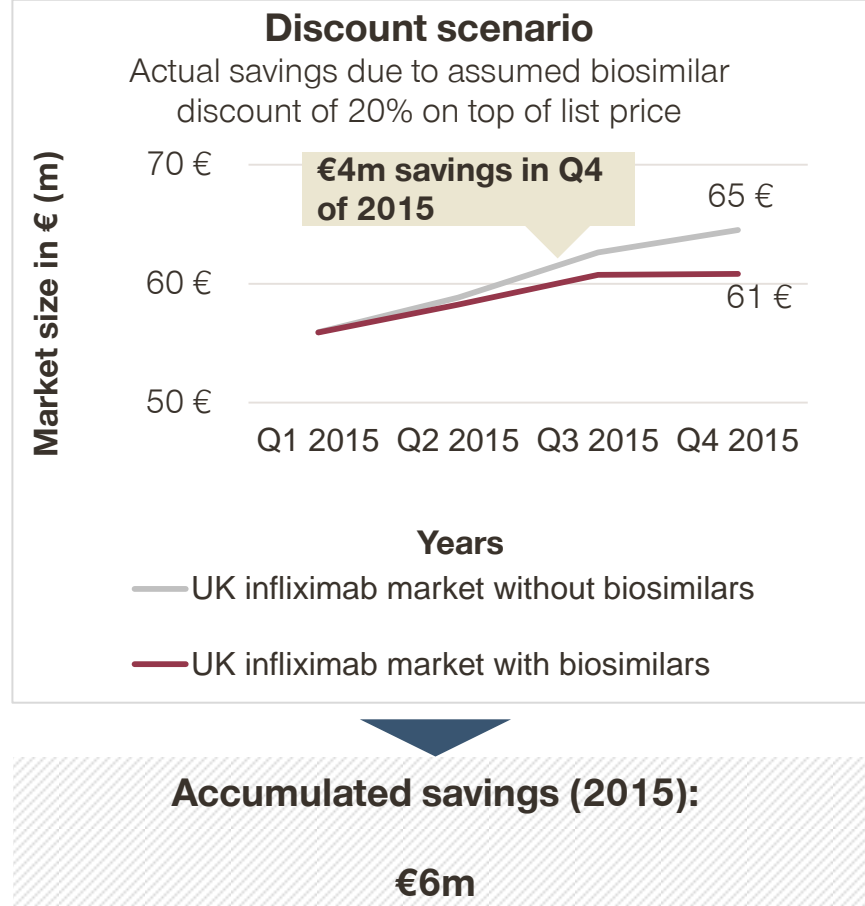 Discount scenario
Actual savings due to assumed biosimilar
discount of 20% on top of list price
Market size in € (m)
70 €
60 €
50 €
€4m savings in Q4
of 2015
65 €
61 €
Q1 2015 Q2 2015 Q3 2015 Q4 2015
Years
UK infliximab market without biosimilars
UK infliximab market with biosimilars
Accumulated savings (2015):
€6m